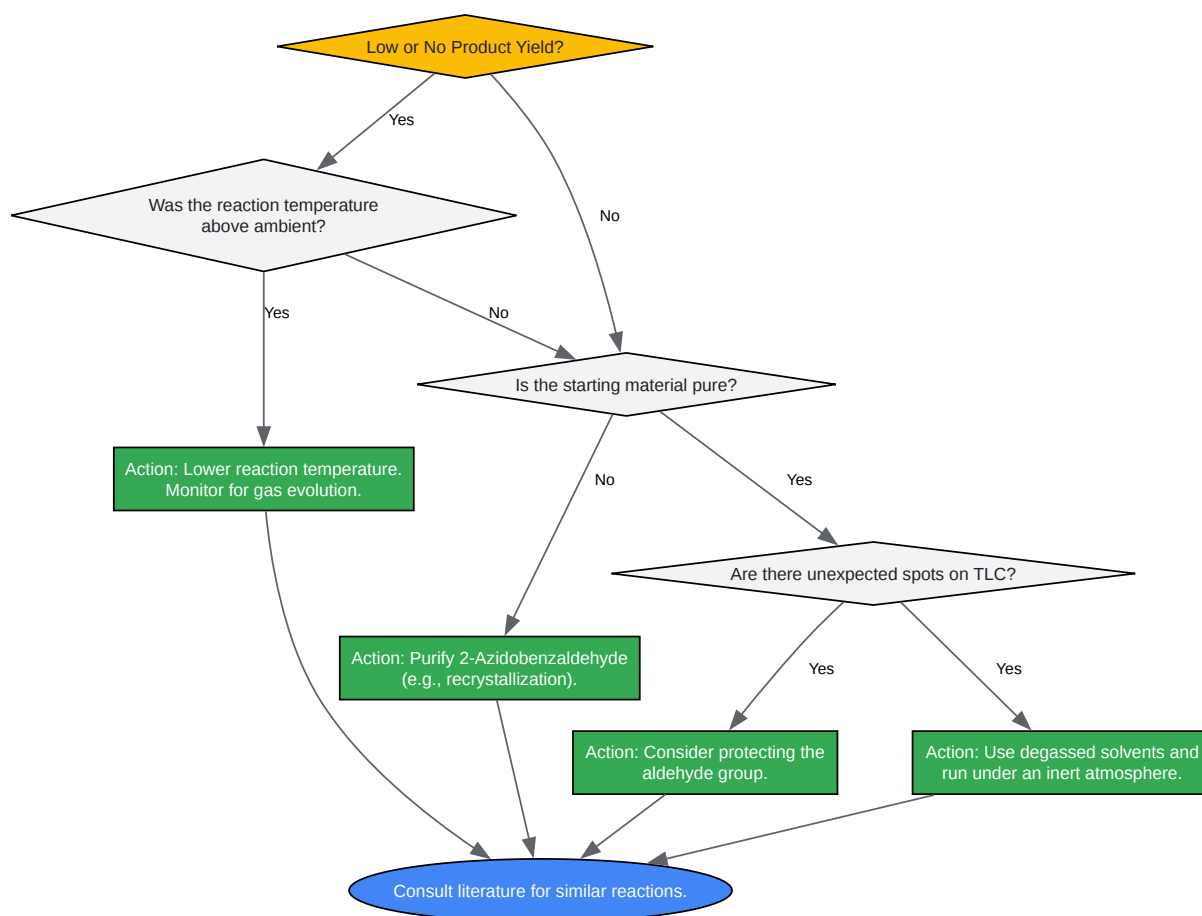 Low or No Product Yield?
Yes
Was the reaction temperature
above ambient?
No
Yes
No
Is the starting material pure?
Action: Lower reaction temperature.
Monitor for gas evolution.
No
Yes
Are there unexpected spots on TLC?
Action: Purify 2-Azidobenzaldehyde
(e.g., recrystallization).
Yes
Yes
Action: Consider protecting the
aldehyde group.
Action: Use degassed solvents and
run under an inert atmosphere.
Consult literature for similar reactions.